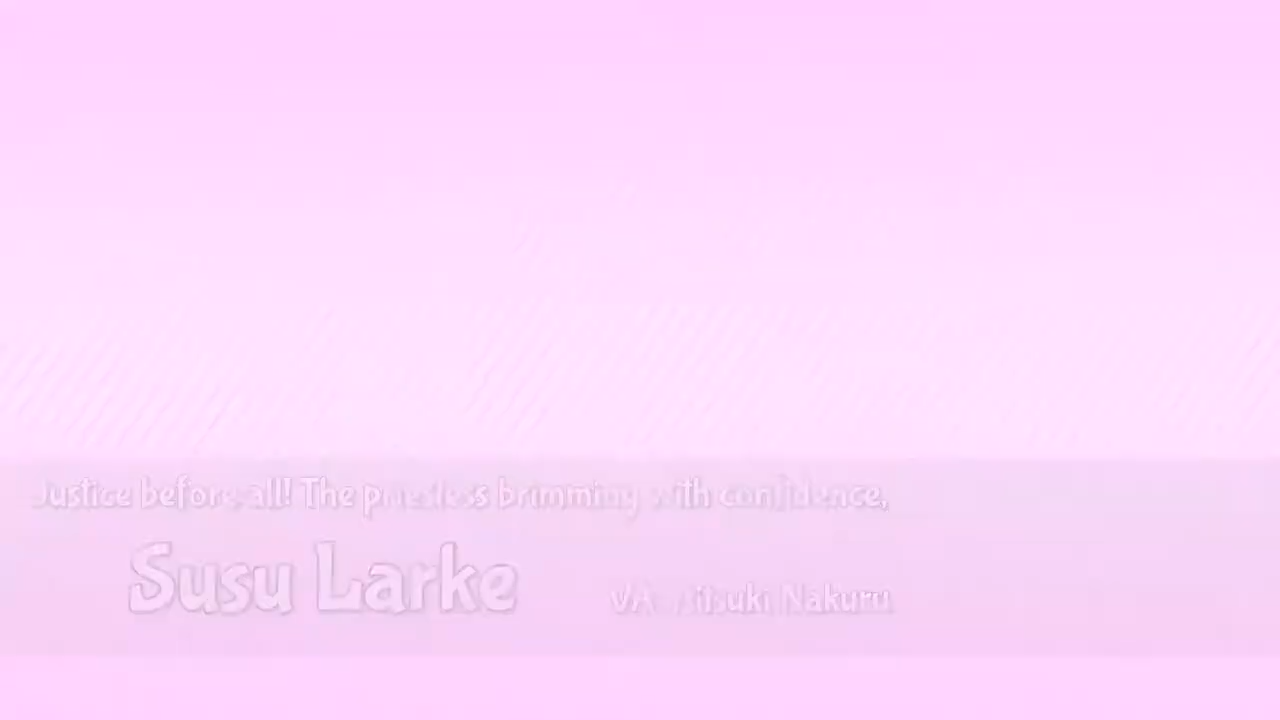 Justice before all! The priestess brimming with confidence,
Susu Larke
VA: Nakuru